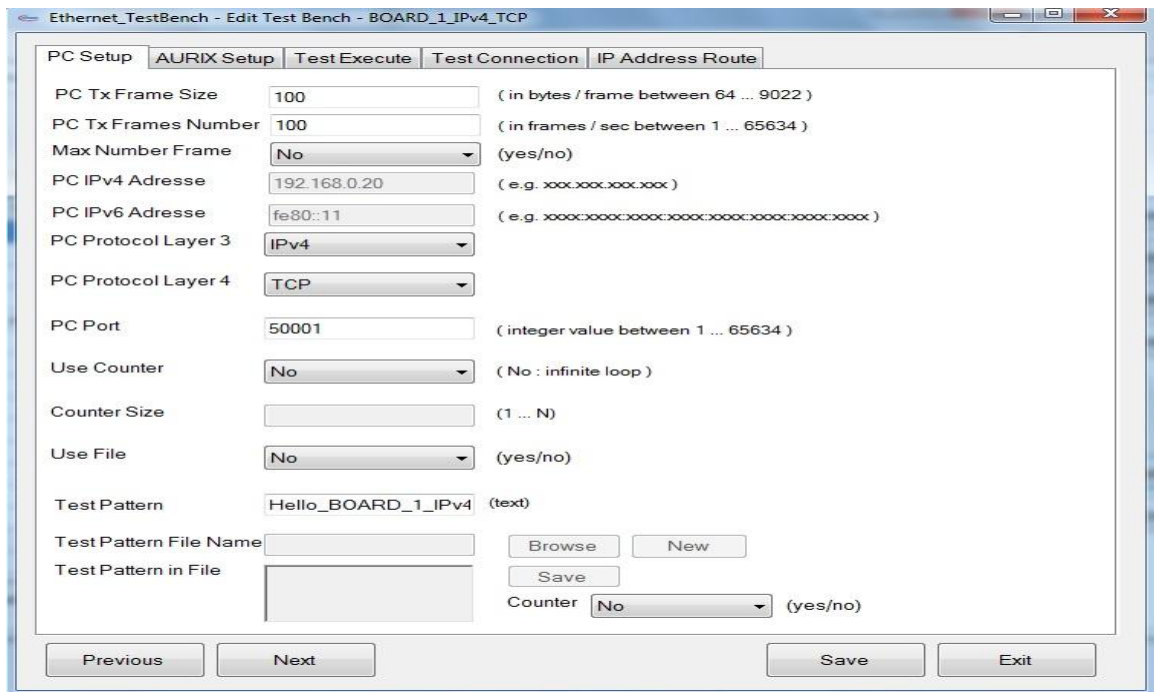 Ethernet_TestBench - Edit Test Bench - BOARD_1_IPv4_TCP
PC Setup AURIX Setup Test Execute Test Connection IP Address Route
PC Tx Frame Size 100 ( in bytes / frame between 64 ... 9022 )
PC Tx Frames Number 100 ( in frames / sec between 1 ... 65634 )
Max Number Frame No (yes/no)
PC IPv4 Adresse 192.168.0.20 ( e.g. xxx.xxx.xxx.xxx )
PC IPv6 Adresse fe80::11 ( e.g. xxxx:xxxx:xxxx:xxxx:xxxx:xxxx:xxxx:xxxx )
PC Protocol Layer 3 IPv4
PC Protocol Layer 4 TCP
PC Port 50001 ( integer value between 1 ... 65634 )
Use Counter No ( No : infinite loop )
Counter Size (1 ... N)
Use File No (yes/no)
Test Pattern Hello_BOARD_1_IPv4 (text)
Test Pattern File Name Browse New
Test Pattern in File Save
Counter No (yes/no)
Previous Next Save Exit